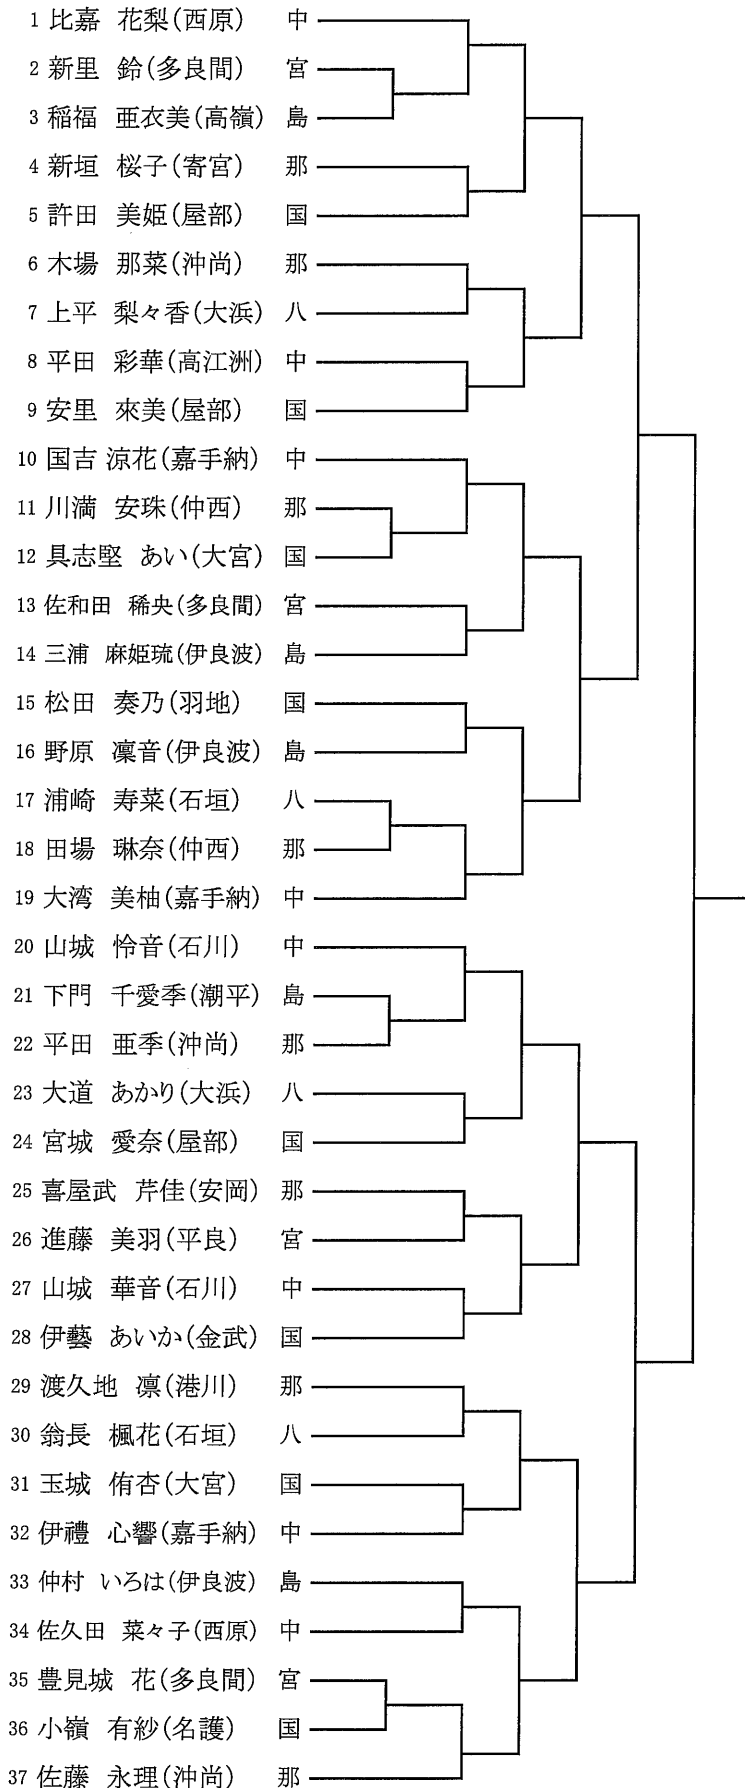 1 比嘉 花梨(西原) 中
2 新里 鈴(多良間) 宮
3 稲福 亜衣美(高嶺) 島
4 新垣 桜子(寄宮) 那
5 許田 美姫(屋部) 国
6 木場 那菜(沖尚) 那
7 上平 梨々香(大浜) 八
8 平田 彩華(高江洲) 中
9 安里 來美(屋部) 国
10 国吉 涼花(嘉手納) 中
11 川満 安珠(仲西) 那
12 具志堅 あい(大宮) 国
13 佐和田 稀央(多良間) 宮
14 三浦 麻姫琉(伊良波) 島
15 松田 奏乃(羽地) 国
16 野原 凜音(伊良波) 島
17 浦崎 寿菜(石垣) 八
18 田場 琳奈(仲西) 那
19 大湾 美柚(嘉手納) 中
20 山城 怜音(石川) 中
21 下門 千愛季(潮平) 島
22 平田 亜季(沖尚) 那
23 大道 あかり(大浜) 八
24 宮城 愛奈(屋部) 国
25 喜屋武 芹佳(安岡) 那
26 進藤 美羽(平良) 宮
27 山城 華音(石川) 中
28 伊藝 あいか(金武) 国
29 渡久地 凛(港川) 那
30 翁長 楓花(石垣) 八
31 玉城 侑杏(大宮) 国
32 伊禮 心響(嘉手納) 中
33 仲村 いろは(伊良波) 島
34 佐久田 菜々子(西原) 中
35 豊見城 花(多良間) 宮
36 小嶺 有紗(名護) 国
37 佐藤 永理(沖尚) 那